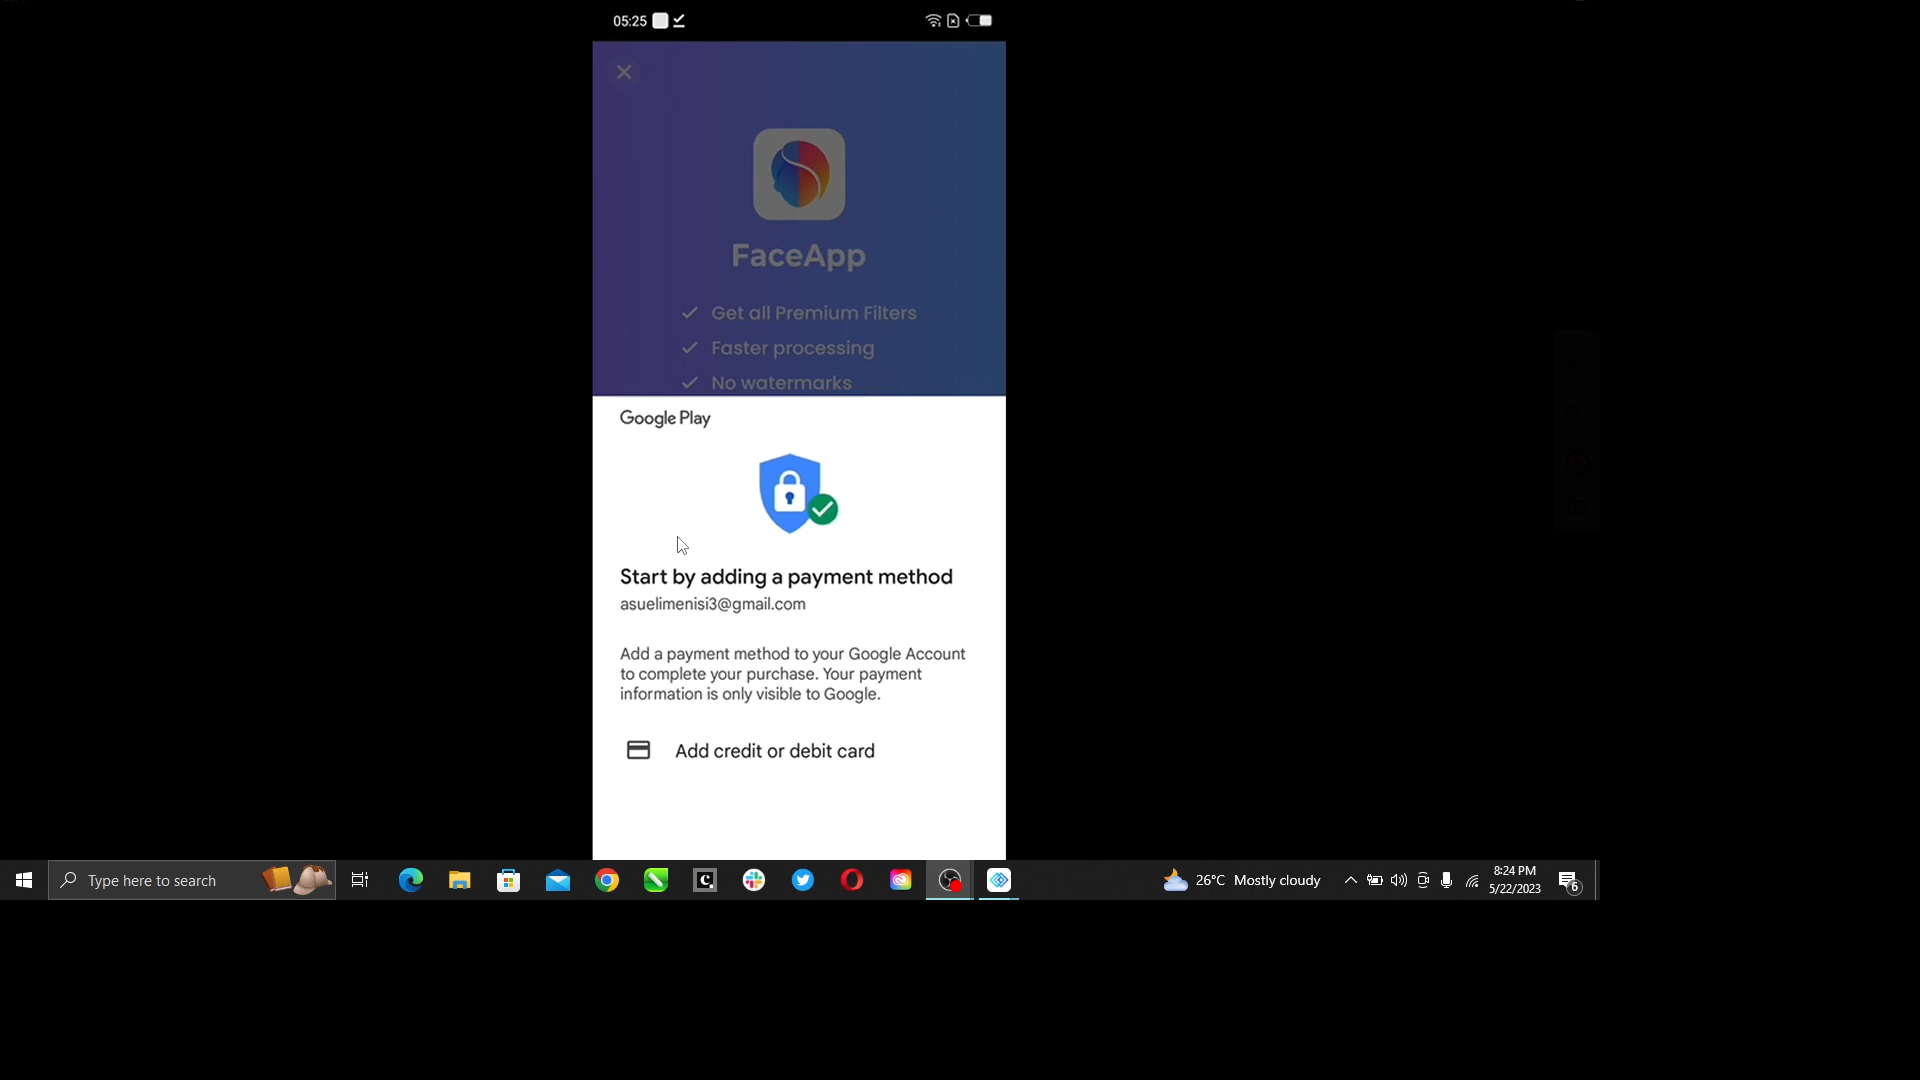 05:25
FaceApp
Get all Premium Filters
Faster processing
No watermarks
Google Play
Start by adding a payment method
asuelimenisi3@gmail.com
Add a payment method to your Google Account
to complete your purchase. Your payment
information is only visible to Google.
Add credit or debit card
Type here to search
26°C Mostly cloudy
8:24 PM
5/22/2023
6